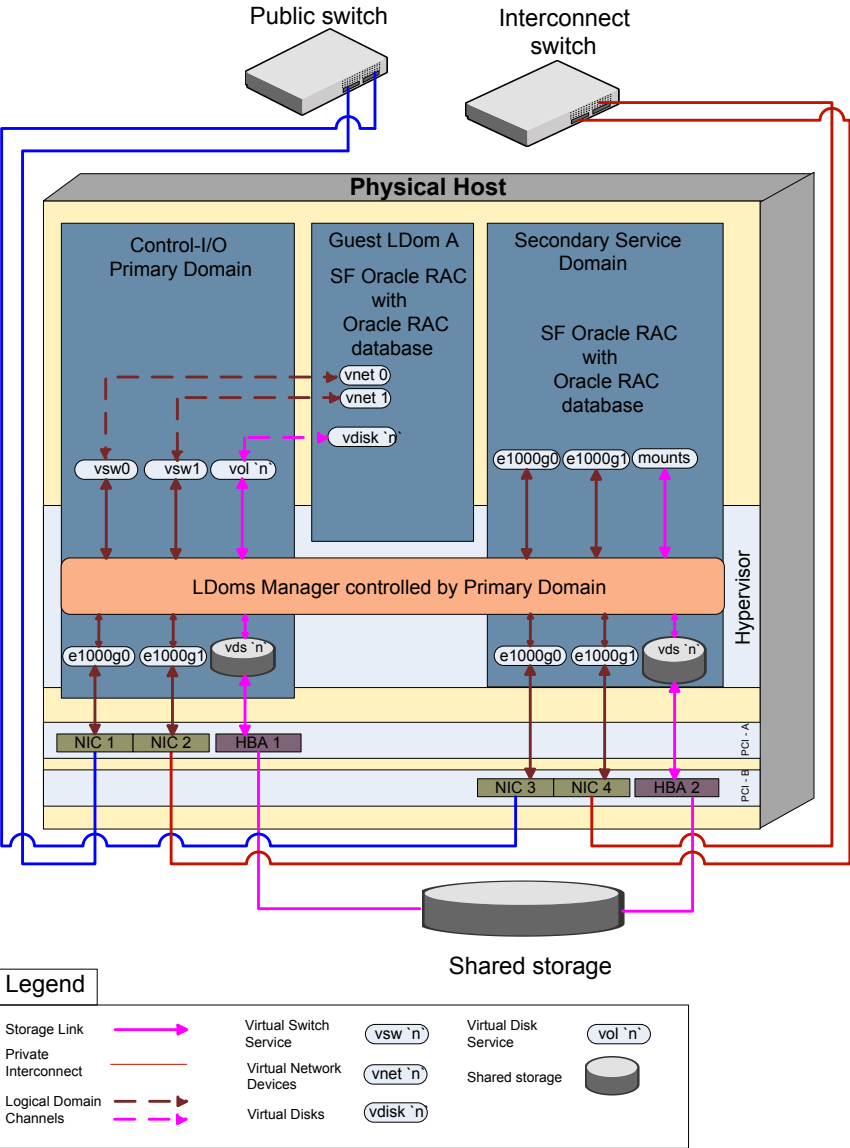 Public switch
Interconnect
switch
Physical Host
Control-I/O
Primary Domain
Guest LDom A
SF Oracle RAC
with
Oracle RAC
database
Secondary Service
Domain
SF Oracle RAC
with
Oracle RAC
database
vnet 0
vnet 1
vdisk `n`
vsw0
vsw1
vol `n`
e1000g0
e1000g1
mounts
LDoms Manager controlled by Primary Domain
Hypervisor
e1000g0
e1000g1
vds `n`
e1000g0
e1000g1
vds `n`
NIC 1
NIC 2
HBA 1
PCI - A
NIC 3
NIC 4
HBA 2
PCI - B
Shared storage
Legend
Storage Link
Private
Interconnect
Logical Domain
Channels
Virtual Switch
Service
vsw `n`
Virtual Network
Devices
vnet `n`
Virtual Disks
vdisk `n`
Virtual Disk
Service
vol `n`
Shared storage